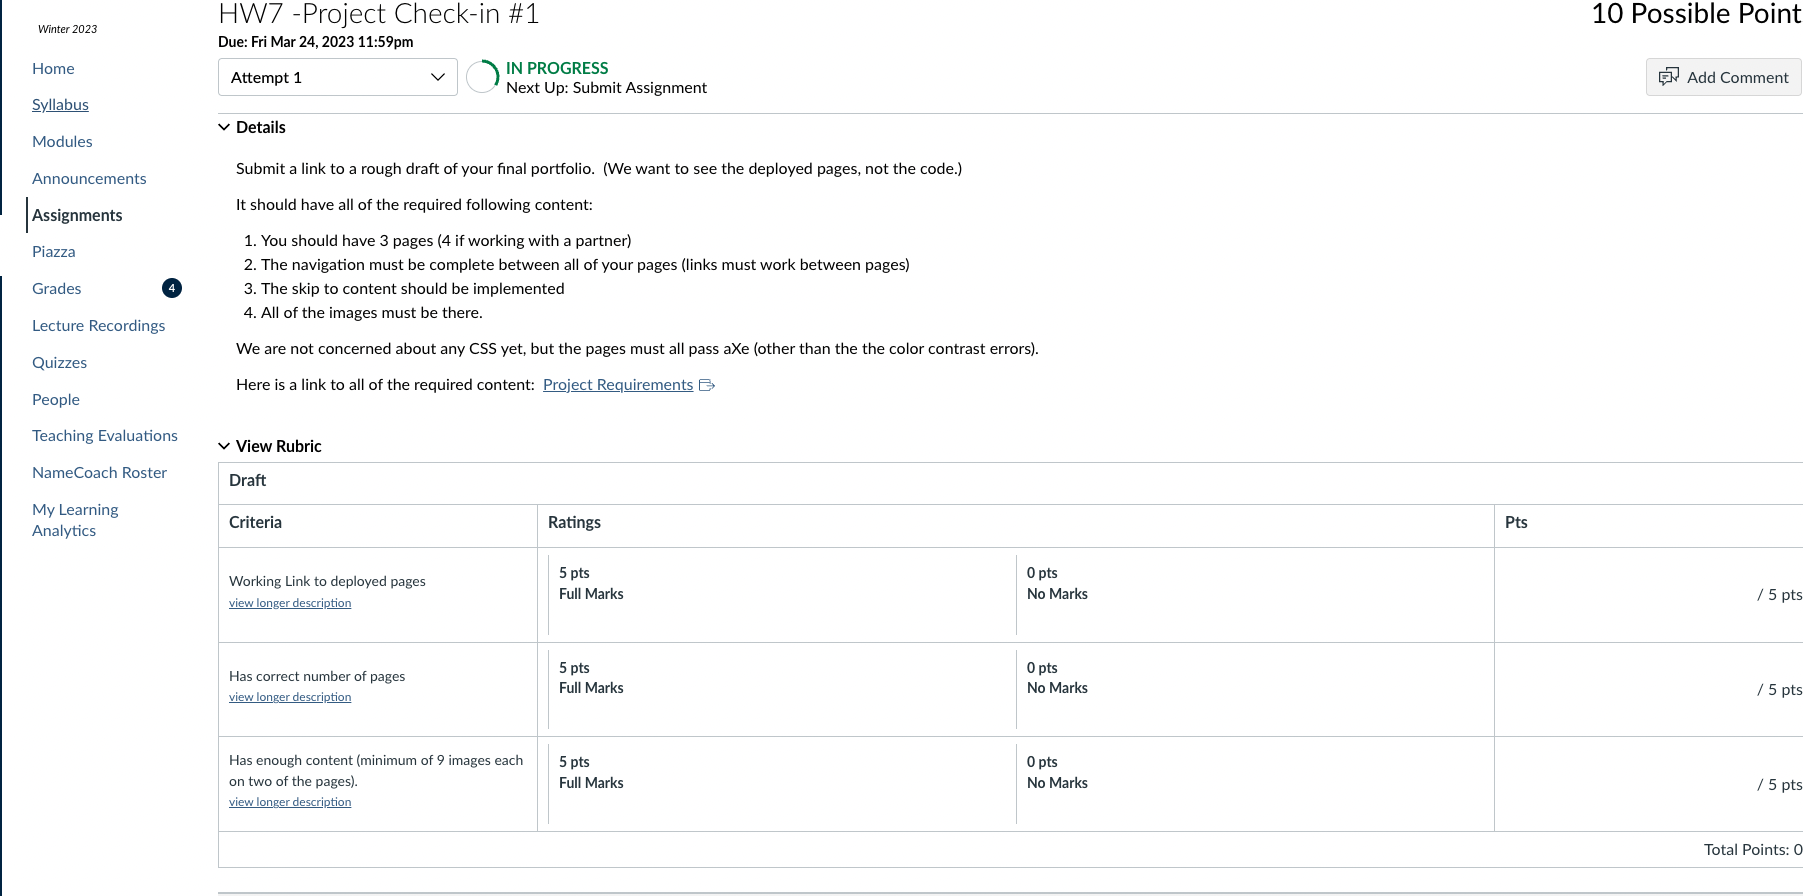 Winter 2023
Home
Syllabus
Modules
Announcements
Assignments
Piazza
Grades
4
Lecture Recordings
Quizzes
People
Teaching Evaluations
NameCoach Roster
My Learning
Analytics
HW7 -Project Check-in #1
10 Possible Point
Due: Fri Mar 24, 2023 11:59pm
Attempt 1
IN PROGRESS
Next Up: Submit Assignment
Add Comment
Details
Submit a link to a rough draft of your final portfolio.  (We want to see the deployed pages, not the code.)
It should have all of the required following content:
1. You should have 3 pages (4 if working with a partner)
2. The navigation must be complete between all of your pages (links must work between pages)
3. The skip to content should be implemented
4. All of the images must be there.
We are not concerned about any CSS yet, but the pages must all pass aXe (other than the the color contrast errors).
Here is a link to all of the required content:  Project Requirements
View Rubric
Draft
Criteria Ratings Pts
Working Link to deployed pages
view longer description
5 pts
Full Marks
0 pts
No Marks
/ 5 pts
Has correct number of pages
view longer description
5 pts
Full Marks
0 pts
No Marks
/ 5 pts
Has enough content (minimum of 9 images each
on two of the pages).
view longer description
5 pts
Full Marks
0 pts
No Marks
/ 5 pts
Total Points: 0